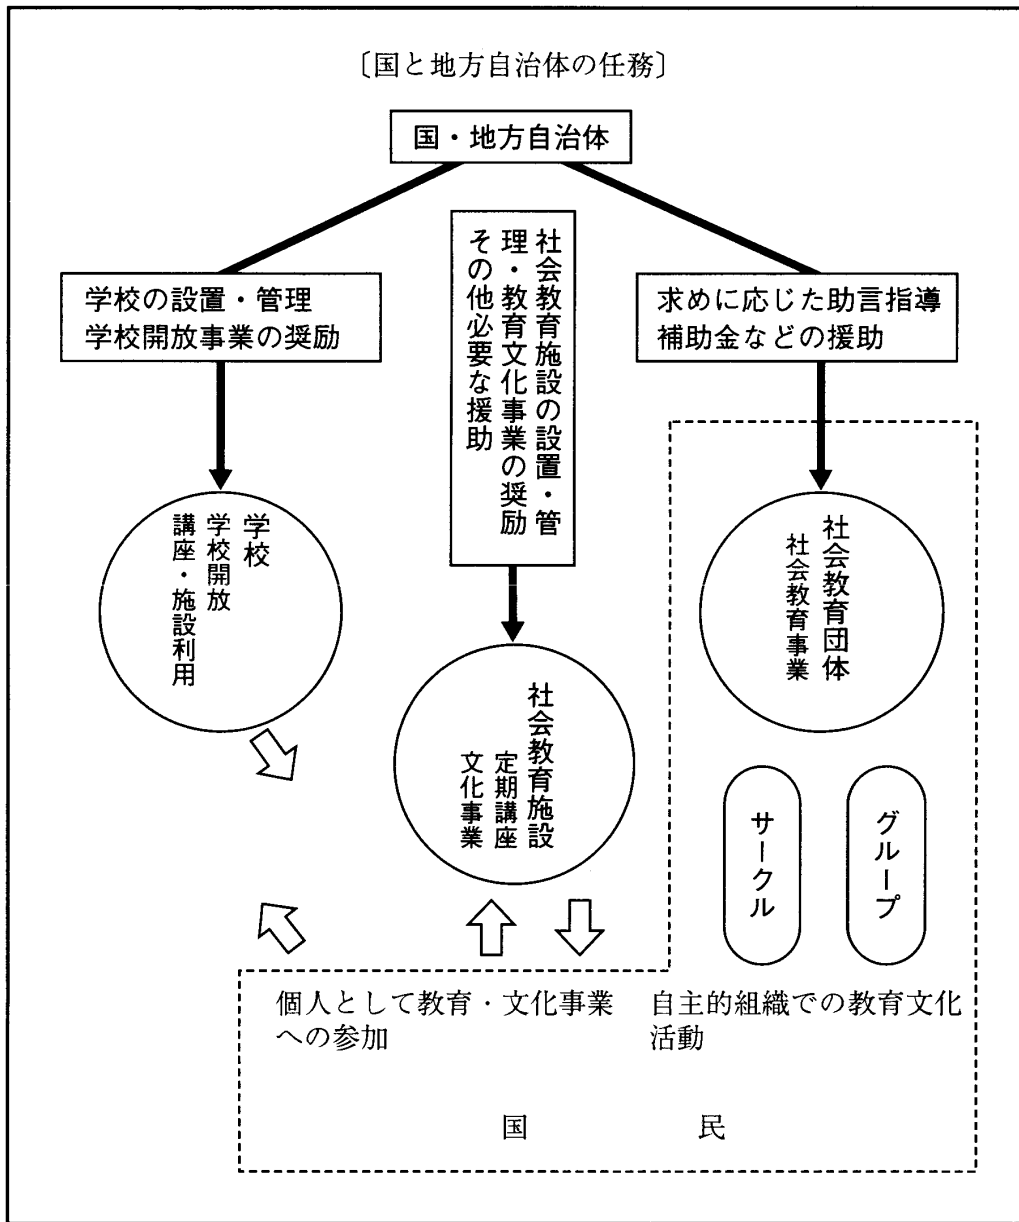 〔国と地方自治体の任務〕
国・地方自治体
学校の設置・管理
学校開放事業の奨励
社会教育施設の設置・管
理・教育文化事業の奨励
その他必要な援助
求めに応じた助言指導
補助金などの援助
学校
学校開放
講座・施設利用
社会教育施設
定期講座
文化事業
社会教育団体
社会教育事業
サークル
グループ
個人として教育・文化事業
への参加
自主的組織での教育文化
活動
国民